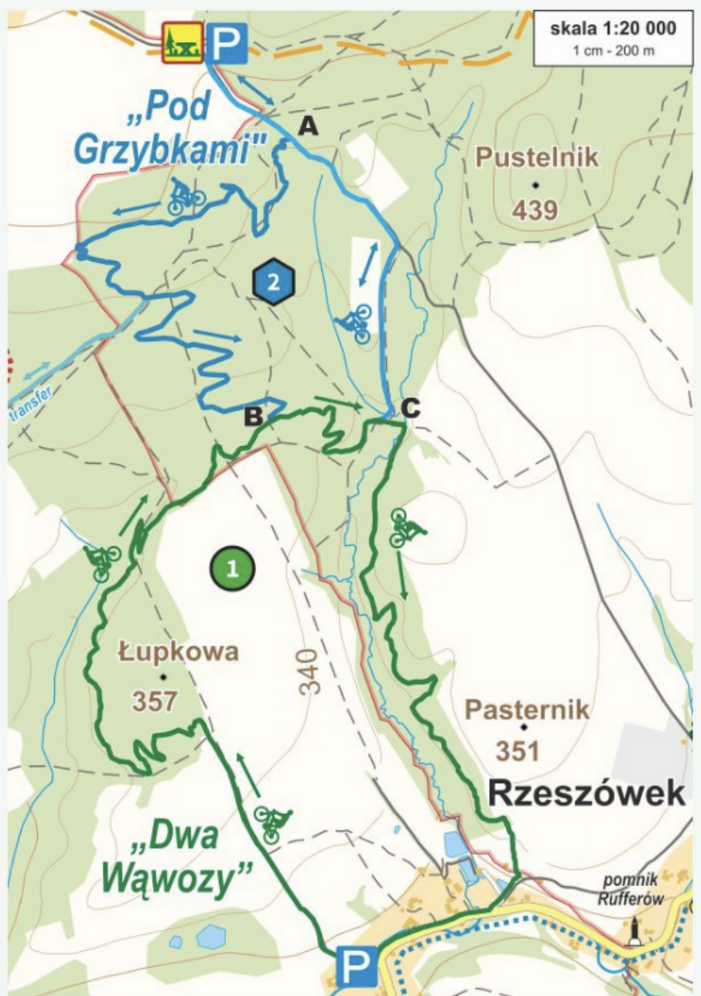 skala 1:20 000
1 cm - 200 m
P
„Pod
Grzybkami"
A
Pustelnik
439
2
transfer
B
C
1
Łupkowa
357
340
Pasternik
351
Rzeszówek
„Dwa
Wąwozy”
pomnik
Rufferów
P